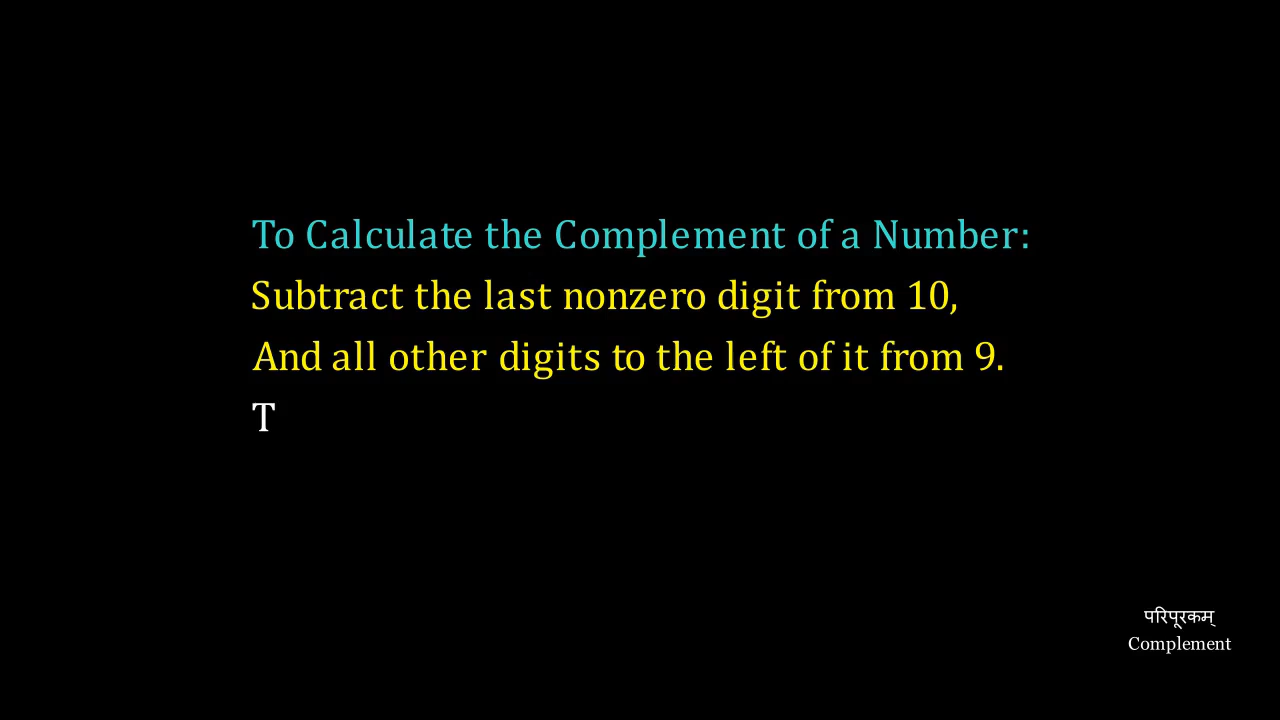 To Calculate the Complement of a Number:
Subtract the last nonzero digit from 10,
And all other digits to the left of it from 9.
T
परिपूरकम्
Complement